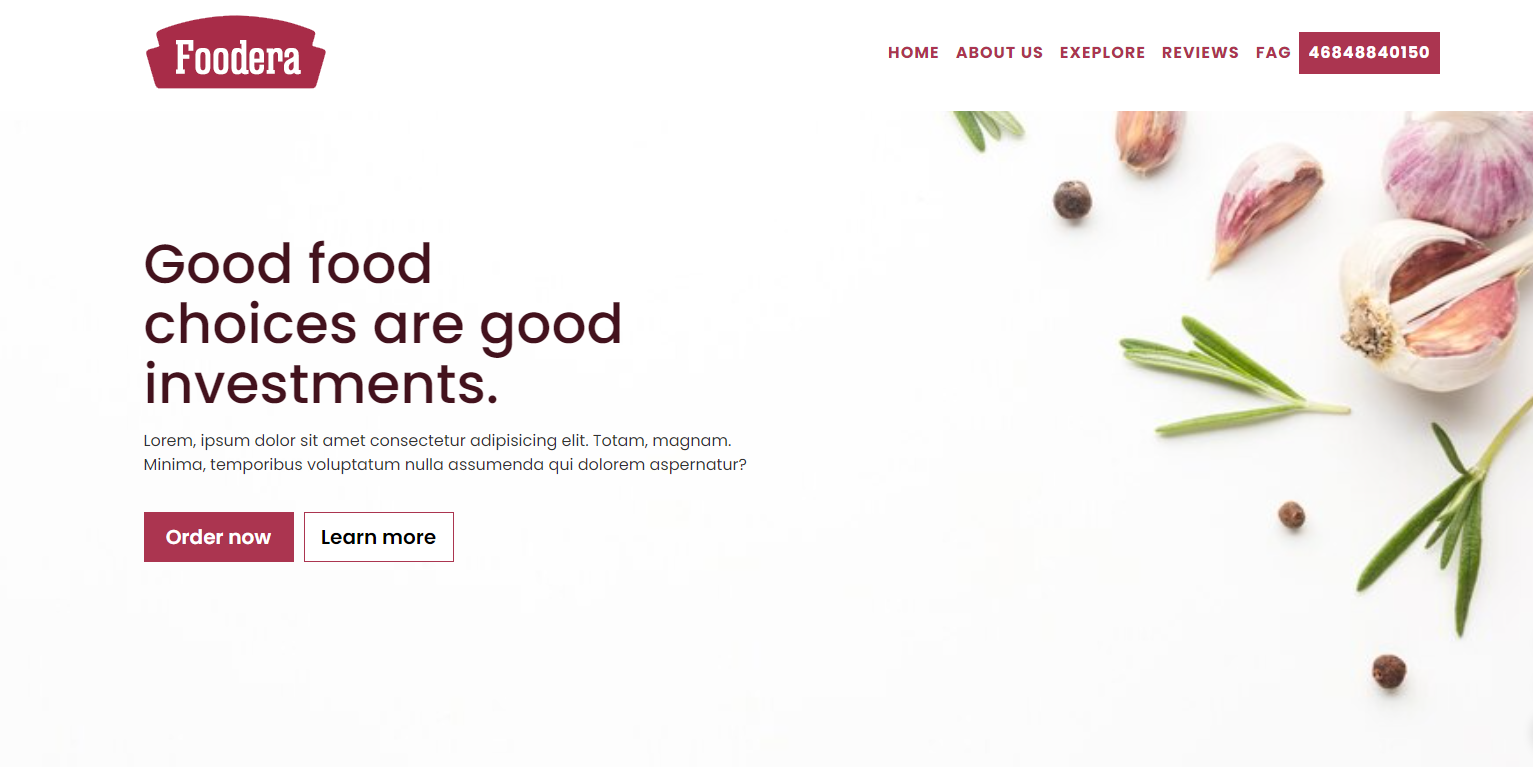 Foodera
HOME ABOUT US EXEPLORE REVIEWS FAG 46848840150
Good food
choices are good
investments.
Lorem, ipsum dolor sit amet consectetur adipisicing elit. Totam, magnam.
Minima, temporibus voluptatum nulla assumenda qui dolorem aspernatur?
Order now Learn more